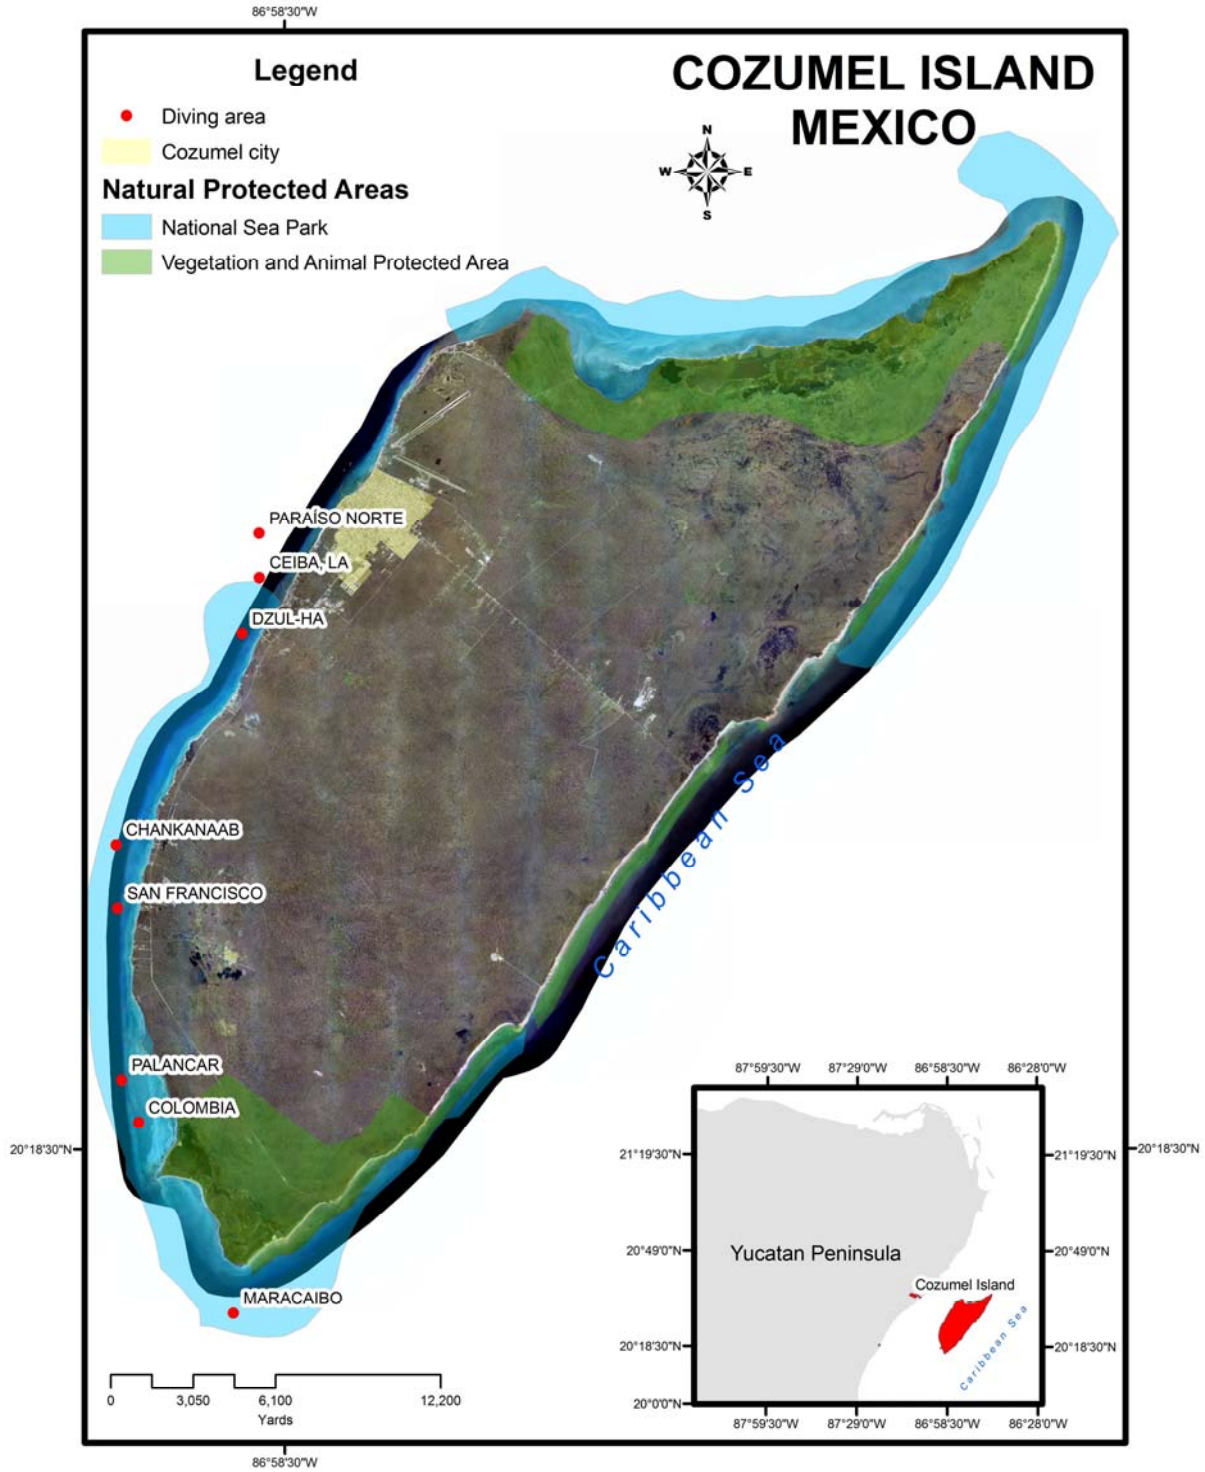 86°58'30"W
Legend
COZUMEL ISLAND
MEXICO
Diving area
Cozumel city
Natural Protected Areas
National Sea Park
Vegetation and Animal Protected Area
N
W
E
S
PARAÍSO NORTE
CEIBA, LA
DZUL-HA
Caribbean Sea
CHANKANAAB
SAN FRANCISCO
PALANCAR
COLOMBIA
20°18'30"N
20°18'30"N
MARACAIBO
0
3,050
6,100
12,200
Yards
87°59'30"W
87°29'0"W
86°58'30"W
86°28'0"W
21°19'30"N
21°19'30"N
20°49'0"N
20°49'0"N
Yucatan Peninsula
Cozumel Island
Caribbean Sea
20°18'30"N
20°18'30"N
20°0'0"N
20°0'0"N
87°59'30"W
87°29'0"W
86°58'30"W
86°28'0"W
86°58'30"W